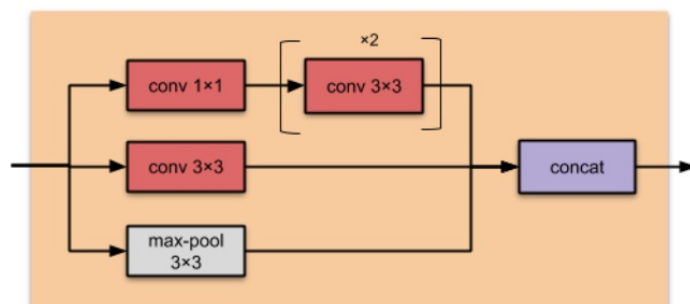 ×2
conv 1×1
conv 3×3
conv 3×3
concat
max-pool
3×3